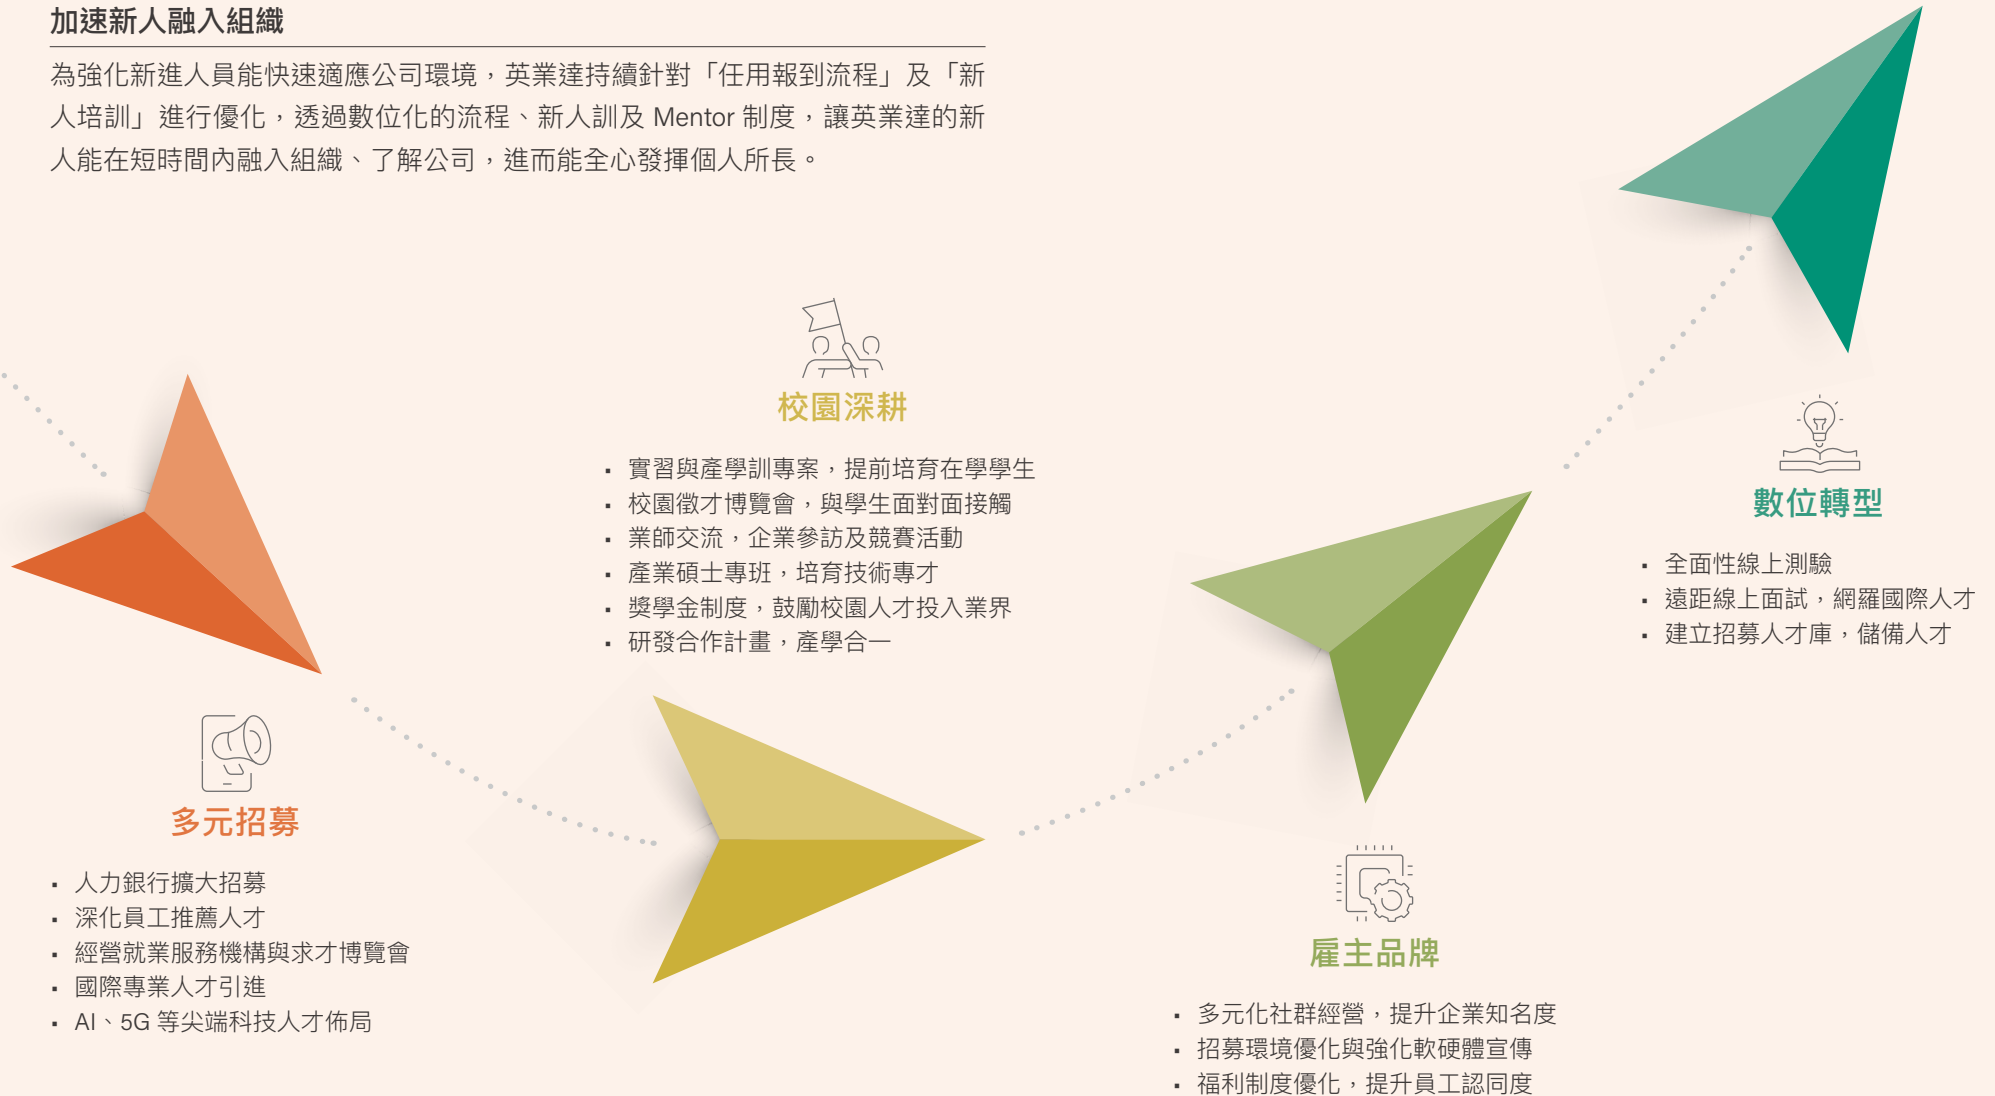 加速新人融入組織
為強化新進人員能快速適應公司環境，英業達持續針對「任用報到流程」及「新
人培訓」進行優化，透過數位化的流程、新人訓及 Mentor 制度，讓英業達的新
人能在短時間內融入組織、了解公司，進而能全心發揮個人所長。
多元招募
▪ 人力銀行擴大招募
▪ 深化員工推薦人才
▪ 經營就業服務機構與求才博覽會
▪ 國際專業人才引進
▪ AI、5G 等尖端科技人才佈局
校園深耕
▪ 實習與產學訓專案，提前培育在學學生
▪ 校園徵才博覽會，與學生面對面接觸
▪ 業師交流，企業參訪及競賽活動
▪ 產業碩士專班，培育技術專才
▪ 獎學金制度，鼓勵校園人才投入業界
▪ 研發合作計畫，產學合一
雇主品牌
▪ 多元化社群經營，提升企業知名度
▪ 招募環境優化與強化軟硬體宣傳
▪ 福利制度優化，提升員工認同度
數位轉型
▪ 全面性線上測驗
▪ 遠距線上面試，網羅國際人才
▪ 建立招募人才庫，儲備人才